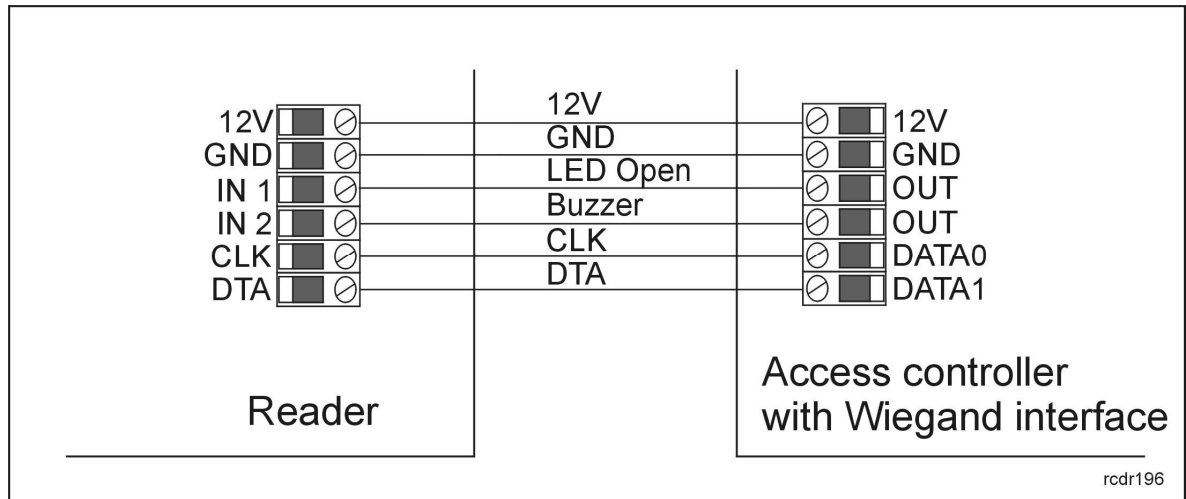 12V 12V 12V
GND GND GND
IN 1 LED Open OUT
IN 2 Buzzer OUT
CLK CLK DATA0
DTA DTA DATA1
Reader
Access controller
with Wiegand interface
rcdr196